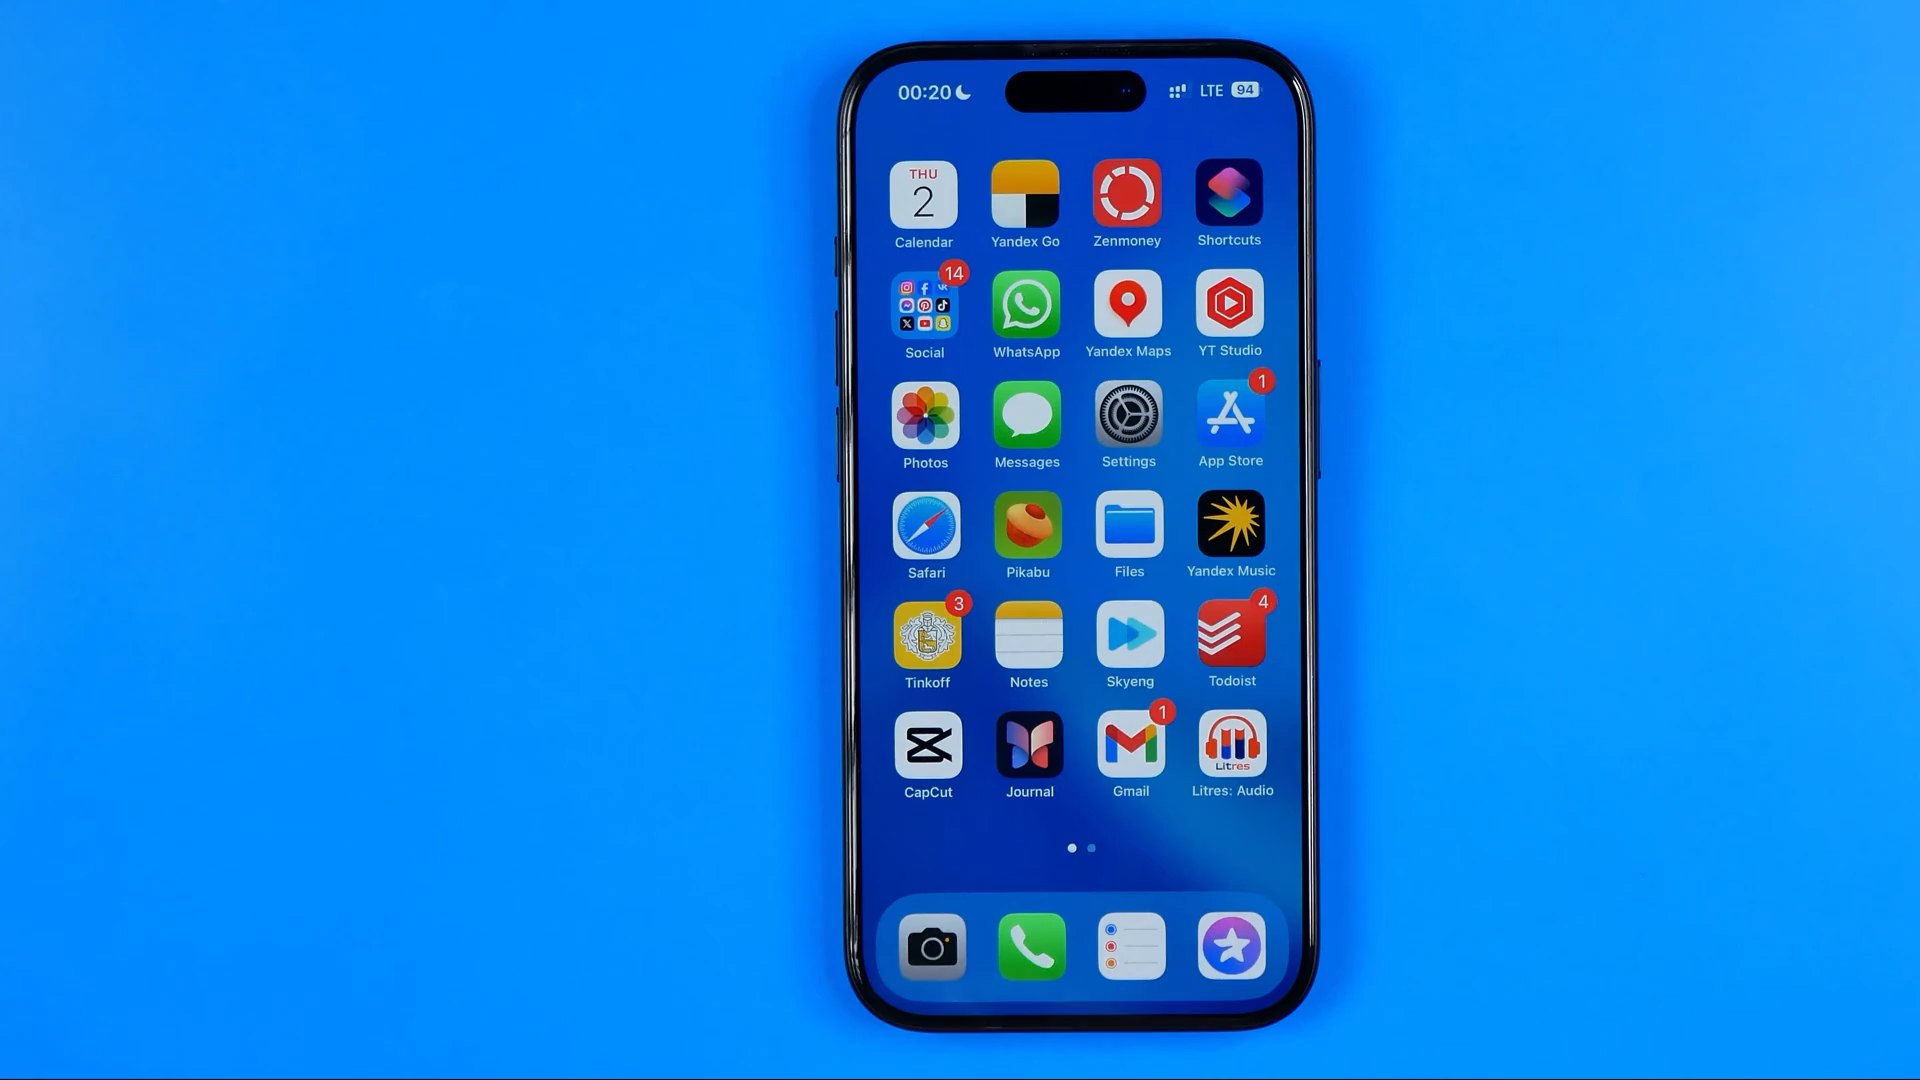 00:20 LTE 94
THU
2
Calendar Yandex Go Zenmoney Shortcuts
14
Social WhatsApp Yandex Maps YT Studio
1
Photos Messages Settings App Store
Safari Pikabu Files Yandex Music
3 4
Tinkoff Notes Skyeng Todoist
1
Litres
CapCut Journal Gmail Litres: Audio